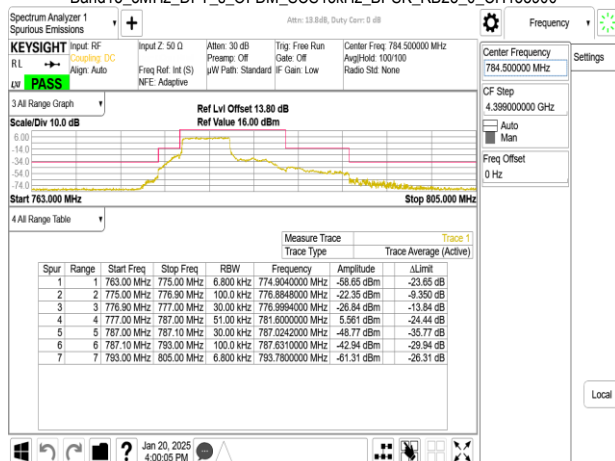 Spectrum Analyzer 1
Spurious Emissions
Attn: 13.8dB, Duty Corr: 0 dB
Frequency
KEYSIGHT
RL
PASS
Input: RF
Coupling: DC
Align: Auto
Input Z: 50 Ω
Freq Ref: Int (S)
NFE: Adaptive
Atten: 30 dB
Preamp: Off
µW Path: Standard
Trig: Free Run
Gate: Off
IF Gain: Low
Center Freq: 784.500000 MHz
Avg|Hold: 100/100
Radio Std: None
Center Frequency
784.500000 MHz
Settings
CF Step
4.399000000 GHz
Auto
Man
Freq Offset
0 Hz
3 All Range Graph
Scale/Div 10.0 dB
Ref Lvl Offset 13.80 dB
Ref Value 16.00 dBm
6.00
-14.0
-34.0
-54.0
-74.0
Start 763.000 MHz
Stop 805.000 MHz
4 All Range Table
Measure Trace Trace 1
Trace Type Trace Average (Active)
Spur Range Start Freq Stop Freq RBW Frequency Amplitude ΔLimit
1 1 763.00 MHz 775.00 MHz 6.800 kHz 774.9040000 MHz -58.65 dBm -23.65 dB
2 2 775.00 MHz 776.90 MHz 100.0 kHz 776.8848000 MHz -22.35 dBm -9.350 dB
3 3 776.90 MHz 777.00 MHz 30.00 kHz 776.9994000 MHz -26.84 dBm -13.84 dB
4 4 777.00 MHz 787.00 MHz 51.00 kHz 781.6000000 MHz 5.561 dBm -24.44 dB
5 5 787.00 MHz 787.10 MHz 30.00 kHz 787.0242000 MHz -48.77 dBm -35.77 dB
6 6 787.10 MHz 793.00 MHz 100.0 kHz 787.6310000 MHz -42.94 dBm -29.94 dB
7 7 793.00 MHz 805.00 MHz 6.800 kHz 793.7800000 MHz -61.31 dBm -26.31 dB
Local
Jan 20, 2025
4:00:05 PM